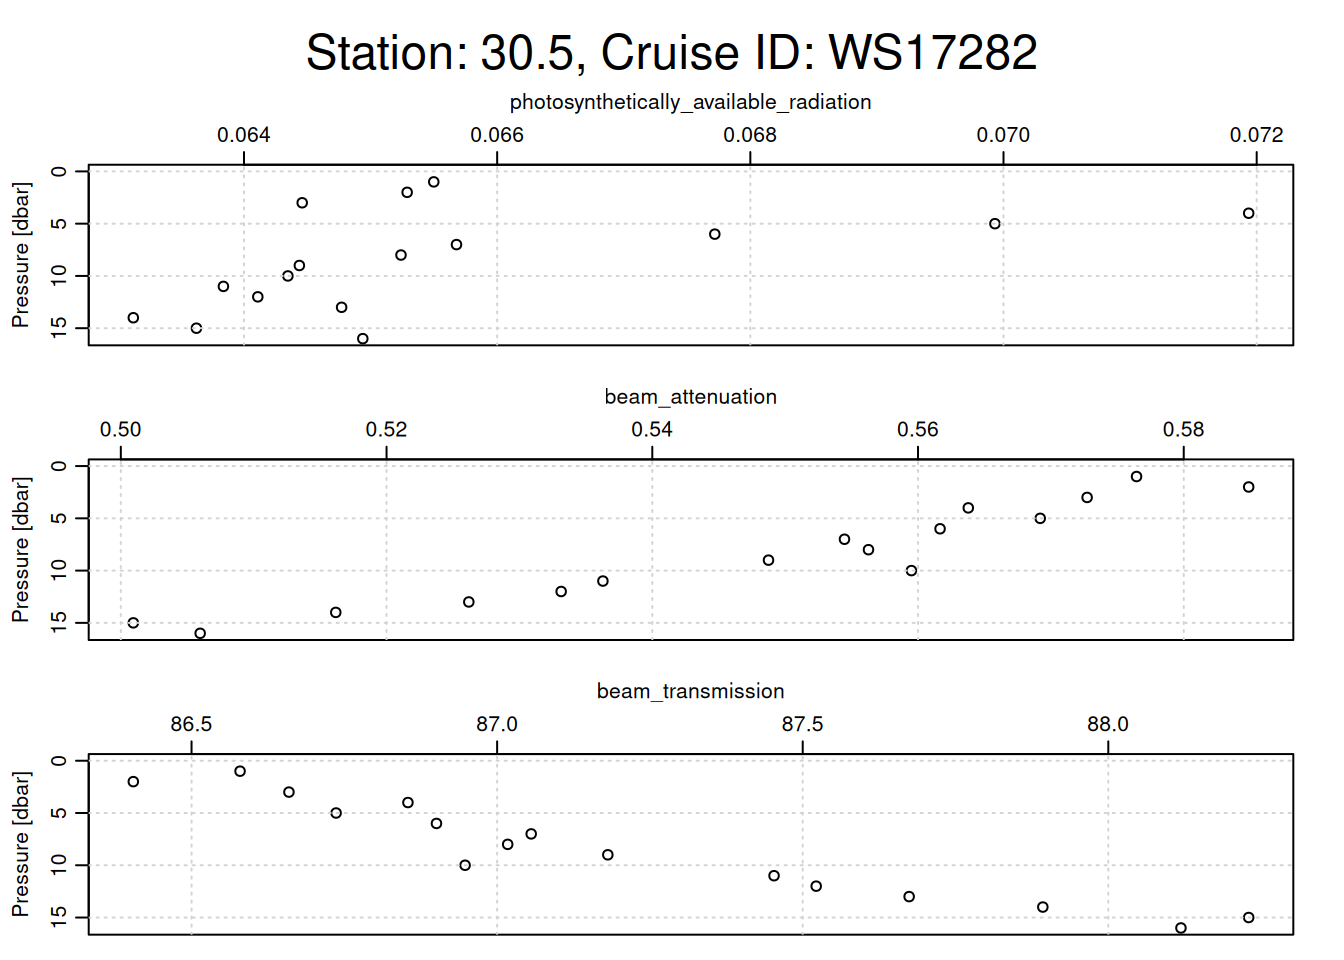 Station: 30.5, Cruise ID: WS17282
photosynthetically_available_radiation
0.064 0.066 0.068 0.070 0.072
Pressure [dbar]
0
5
10
15
beam_attenuation
0.50 0.52 0.54 0.56 0.58
Pressure [dbar]
0
5
10
15
beam_transmission
86.5 87.0 87.5 88.0
Pressure [dbar]
0
5
10
15